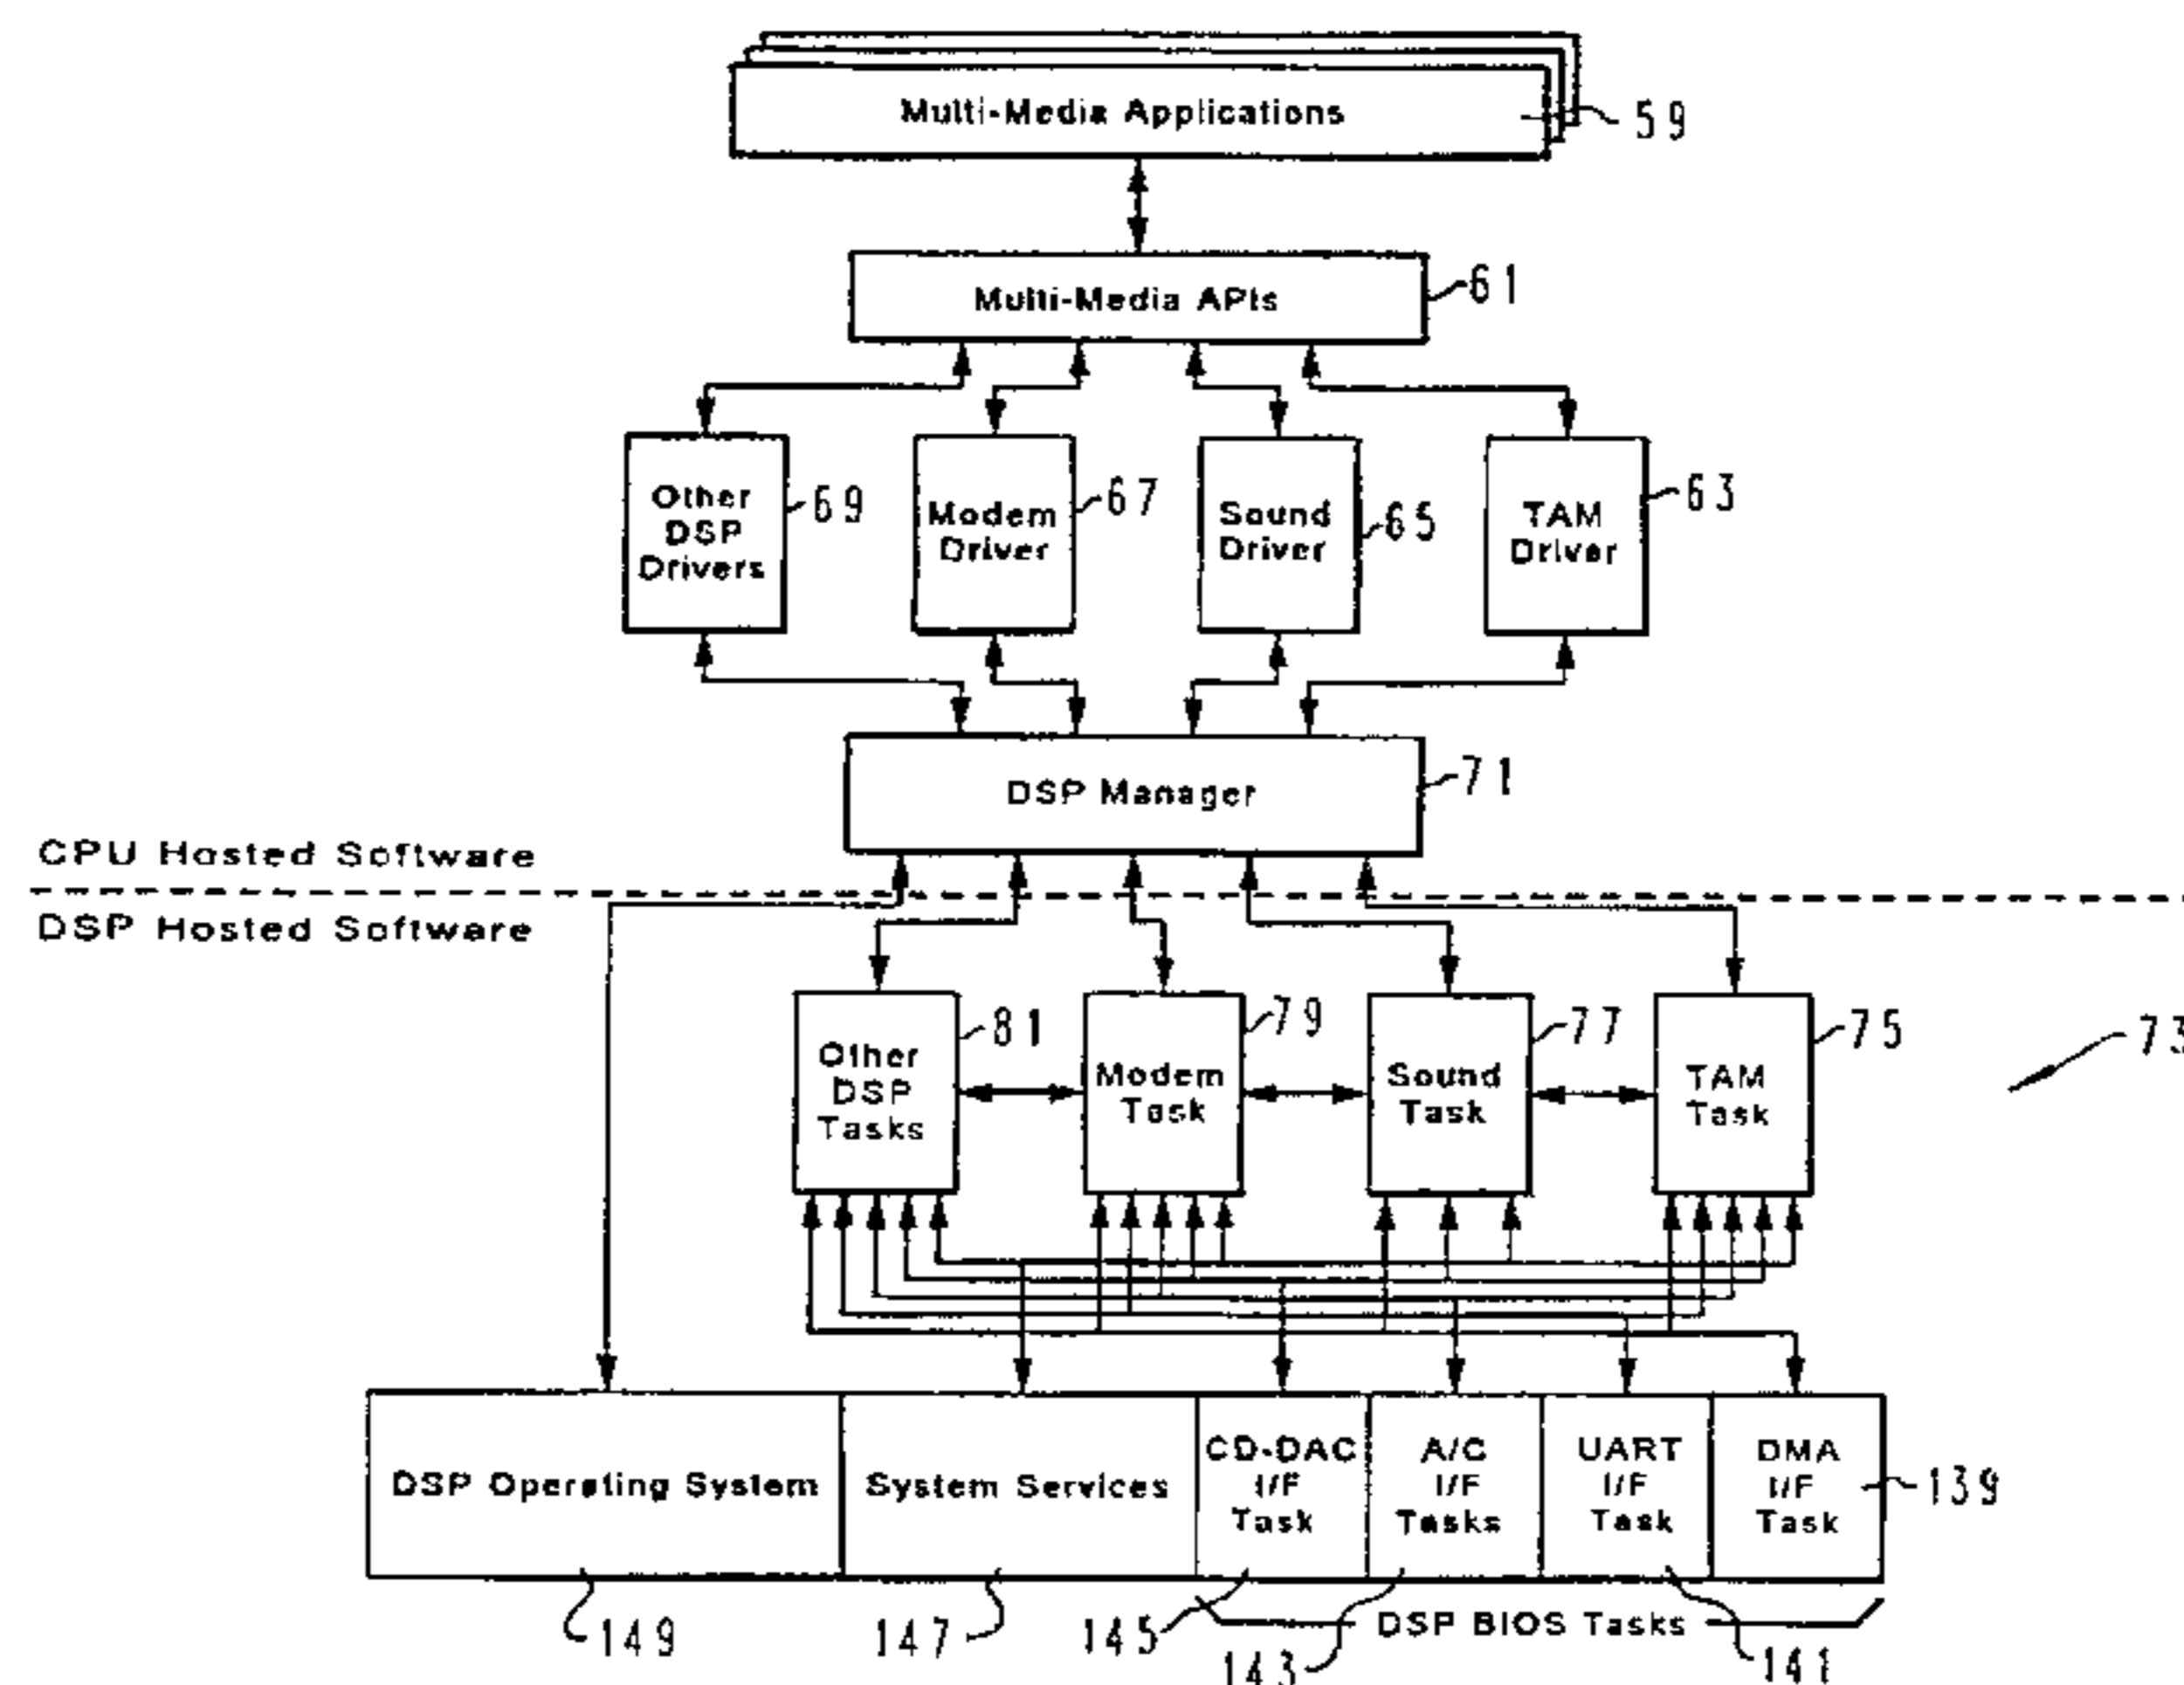 Multi-Media Applications
59
Multi-Media APIs
61
Other
DSP
Drivers
69
Modem
Driver
67
Sound
Driver
65
TAM
Driver
63
DSP Manager
71
CPU Hosted Software
DSP Hosted Software
Other
DSP
Tasks
81
Modem
Task
79
Sound
Task
77
TAM
Task
75
73
DSP Operating System
System Services
CD-DAC
I/F
Task
A/C
I/F
Tasks
UART
I/F
Task
DMA
I/F
Task
139
149
147
145
143
DSP BIOS Tasks
141